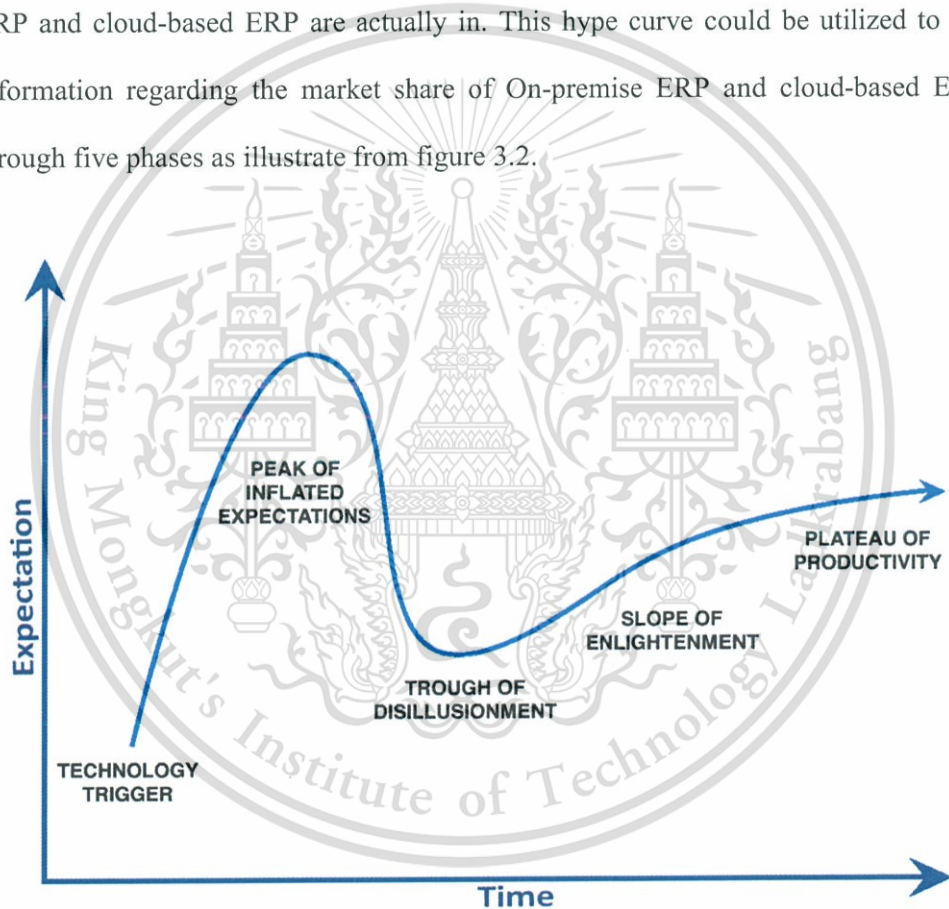 RP and cloud-based ERP are actually in. This hype curve could be utilized to
formation regarding the market share of On-premise ERP and cloud-based E
rough five phases as illustrate from figure 3.2.
King Mongkut's Institute of Technology Ladkrabang
Expectation
PEAK OF
INFLATED
EXPECTATIONS
PLATEAU OF
PRODUCTIVITY
SLOPE OF
ENLIGHTENMENT
TROUGH OF
DISILLUSIONMENT
TECHNOLOGY
TRIGGER
Time